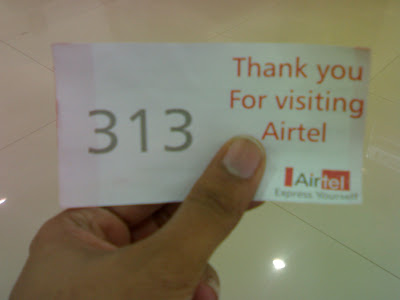 313
Thank you
For visiting
Airtel
Airtel
Express Yourself